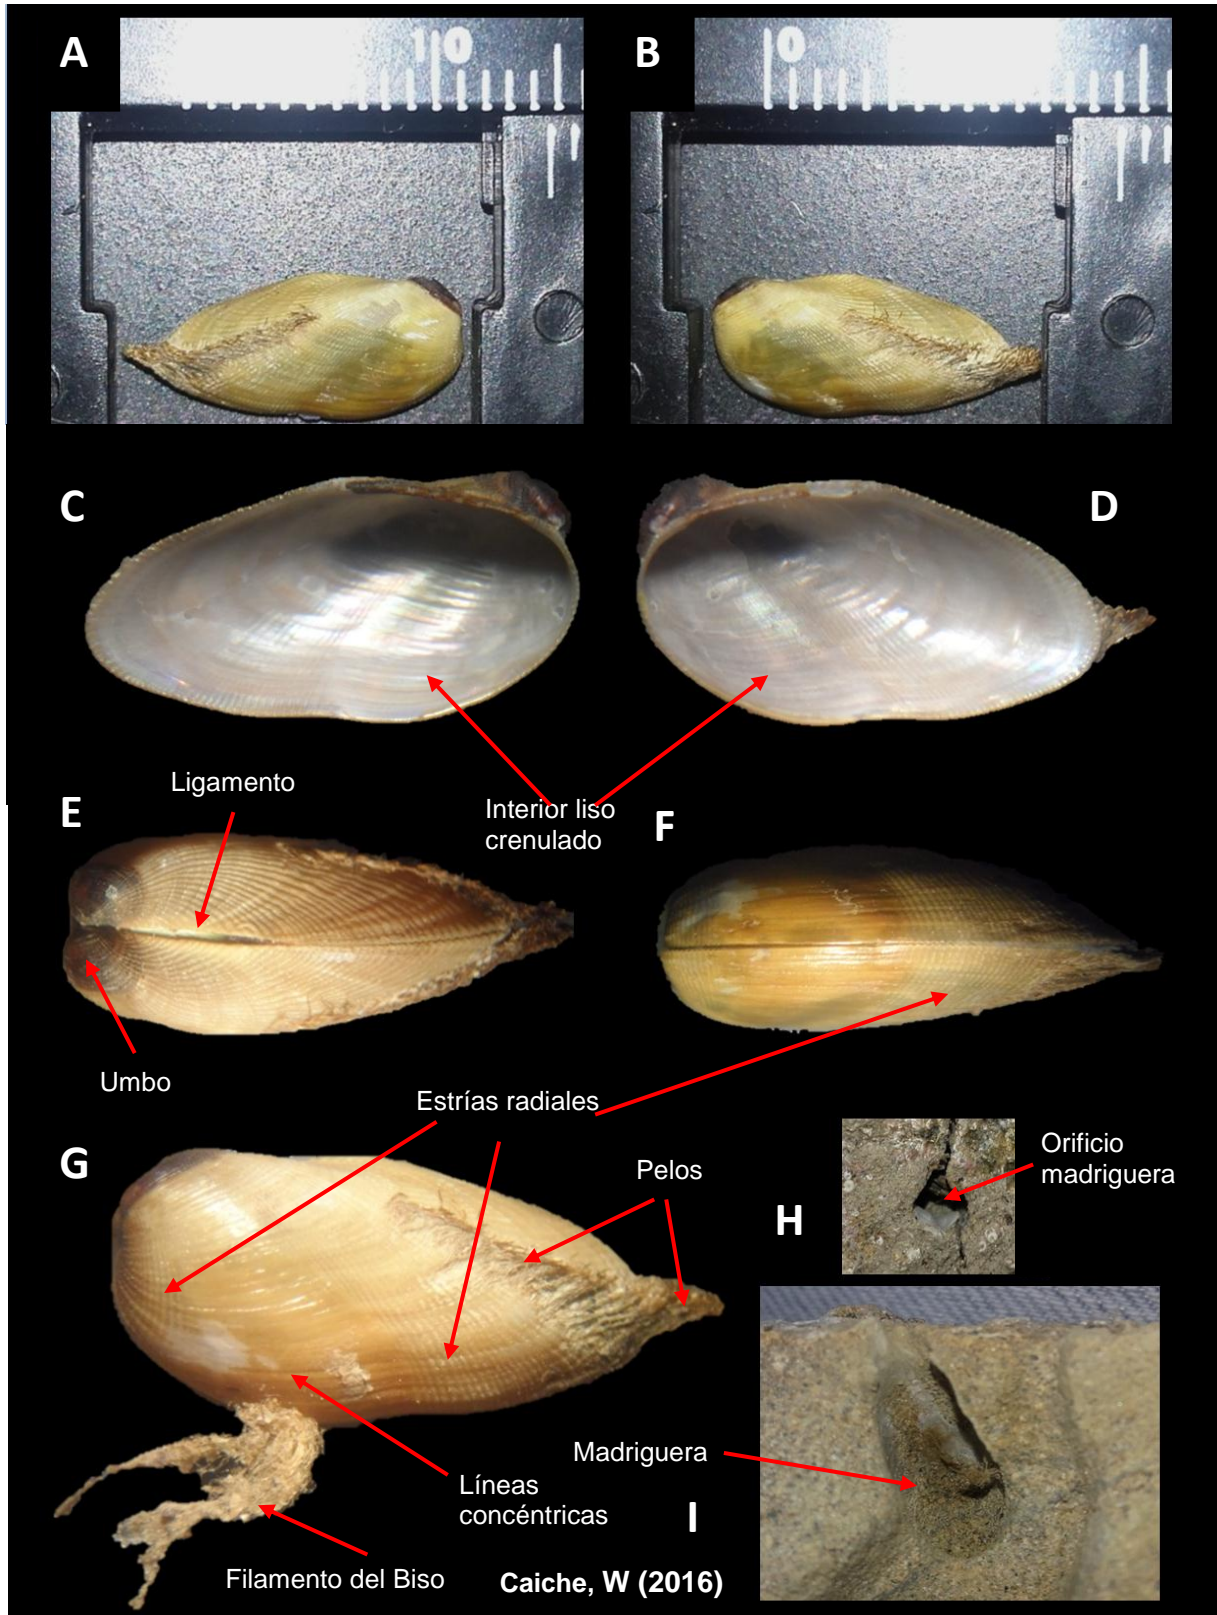 A
10
B
0
C
D
Ligamento
E
Interior liso
crenulado
F
Umbo
Estrías radiales
G
Pelos
Orificio
madriguera
H
Madriguera
Líneas
concéntricas
I
Filamento del Biso
Caiche, W (2016)